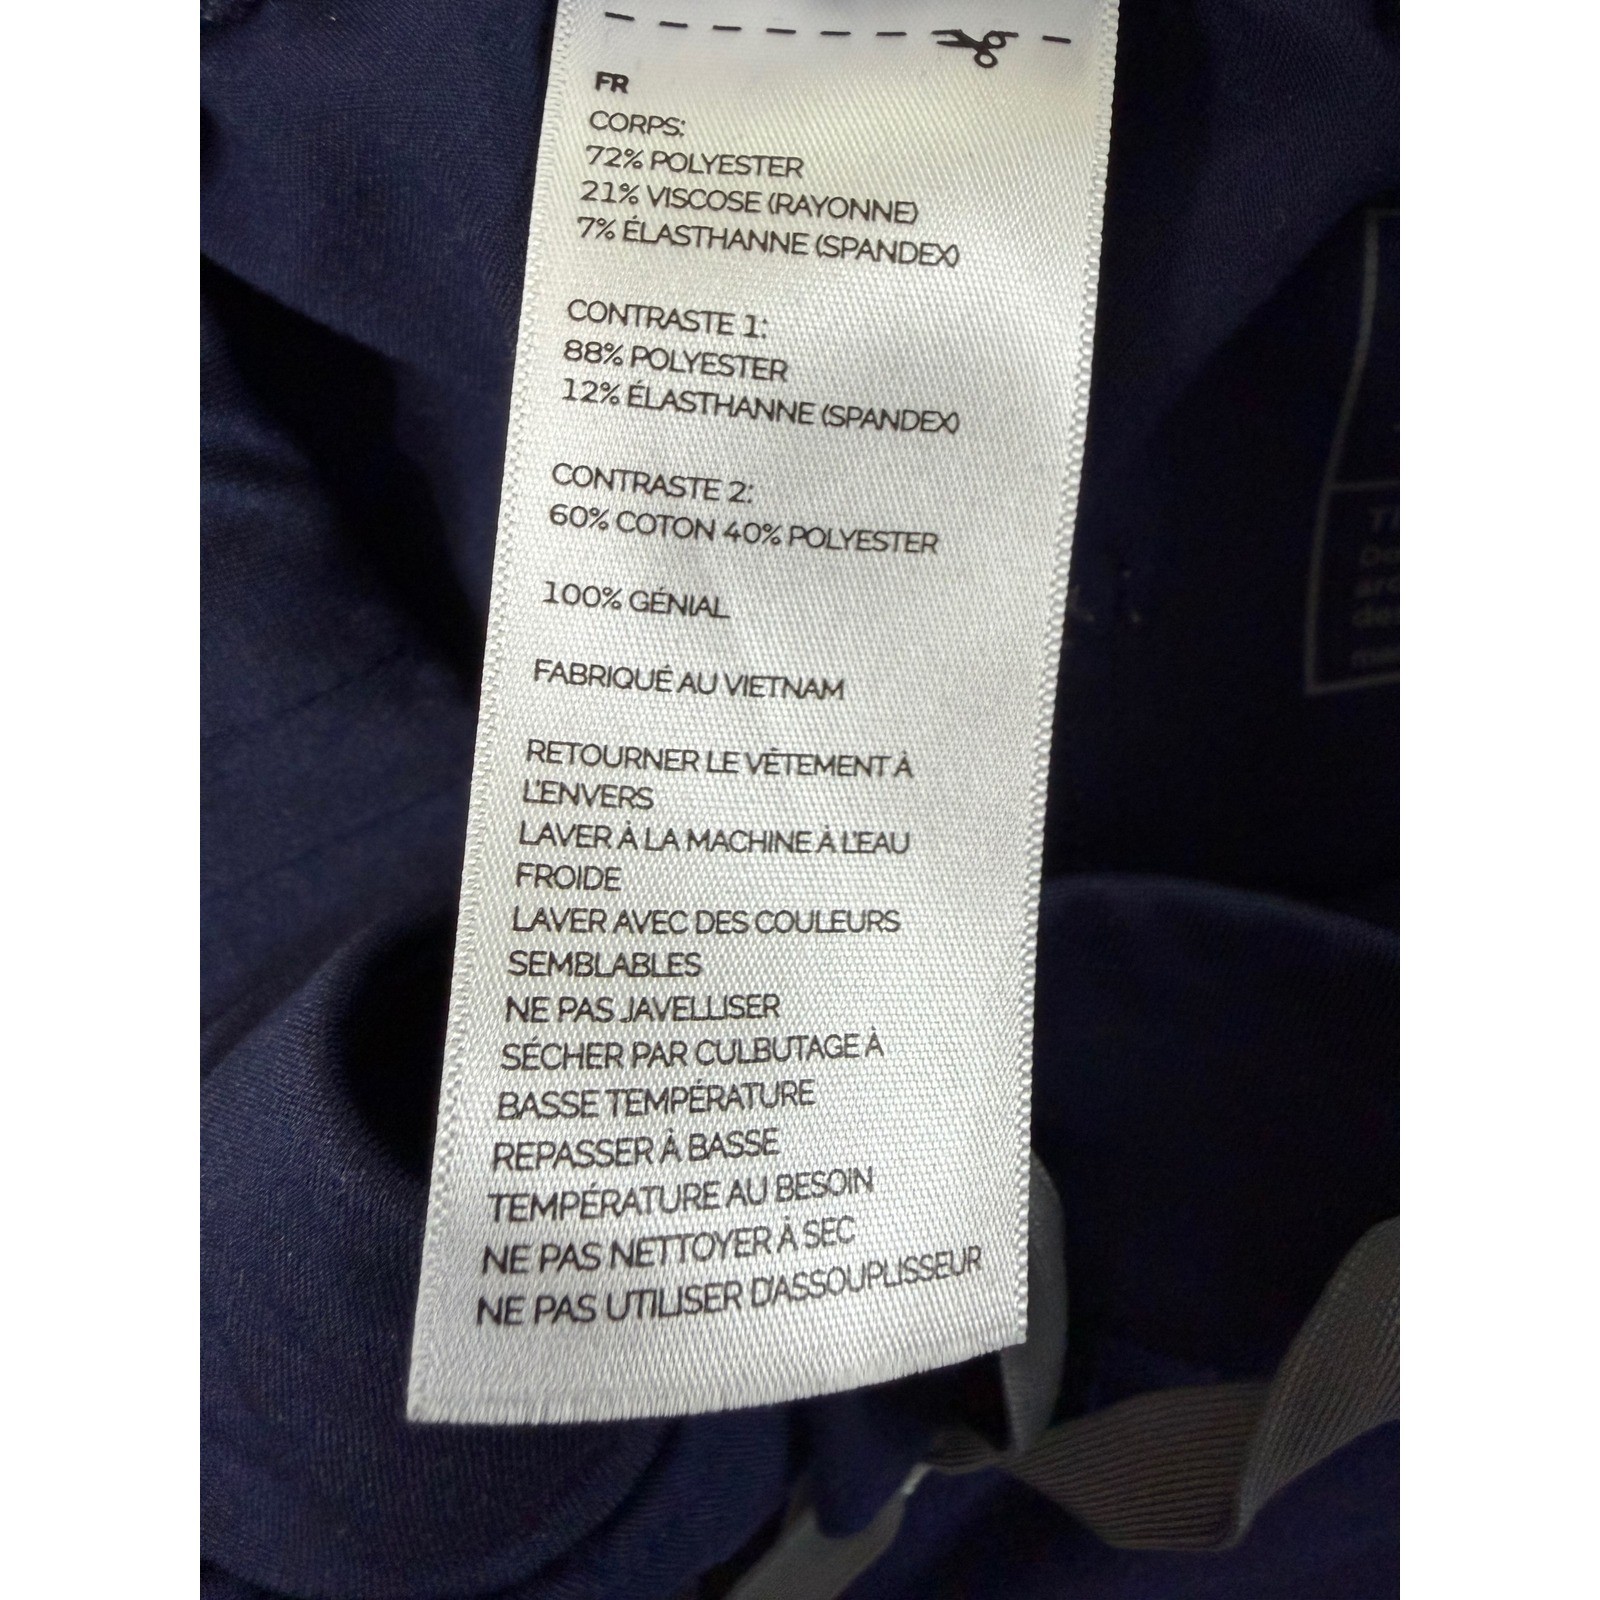 FR
CORPS:
72% POLYESTER
21% VISCOSE (RAYONNE)
7% ÉLASTHANNE (SPANDEX)
CONTRASTE 1:
88% POLYESTER
12% ÉLASTHANNE (SPANDEX)
CONTRASTE 2:
60% COTON 40% POLYESTER
100% GÉNIAL
FABRIQUÉ AU VIETNAM
RETOURNER LE VÊTEMENT À
L'ENVERS
LAVER À LA MACHINE À L'EAU
FROIDE
LAVER AVEC DES COULEURS
SEMBLABLES
NE PAS JAVELLISER
SÉCHER PAR CULBUTAGE À
BASSE TEMPÉRATURE
REPASSER À BASSE
TEMPÉRATURE AU BESOIN
NE PAS NETTOYER À SEC
NE PAS UTILISER D'ASSOUPLISSEUR